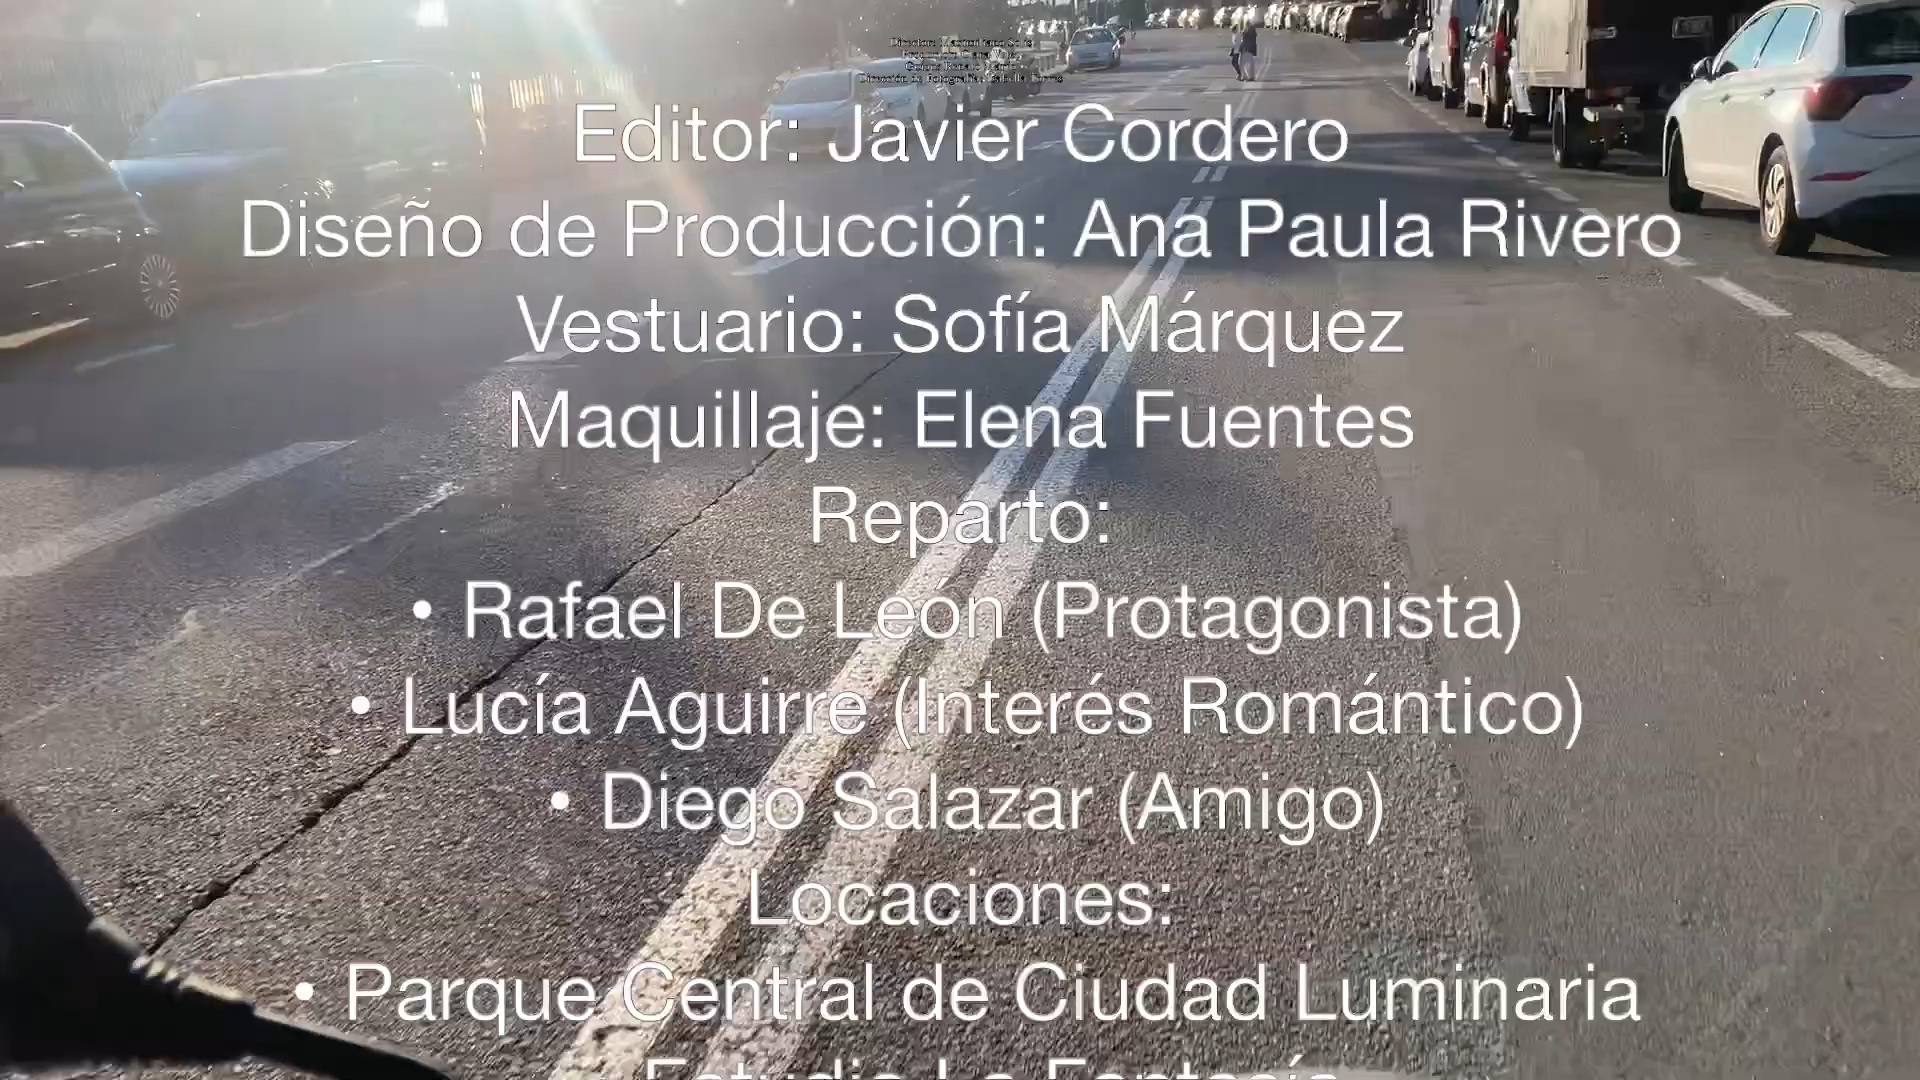 Editor: Javier Cordero
Diseño de Producción: Ana Paula Rivero
Vestuario: Sofía Márquez
Maquillaje: Elena Fuentes
Reparto:
• Rafael De León (Protagonista)
• Lucía Aguirre (Interés Romántico)
• Diego Salazar (Amigo)
Locaciones:
• Parque Central de Ciudad Luminaria